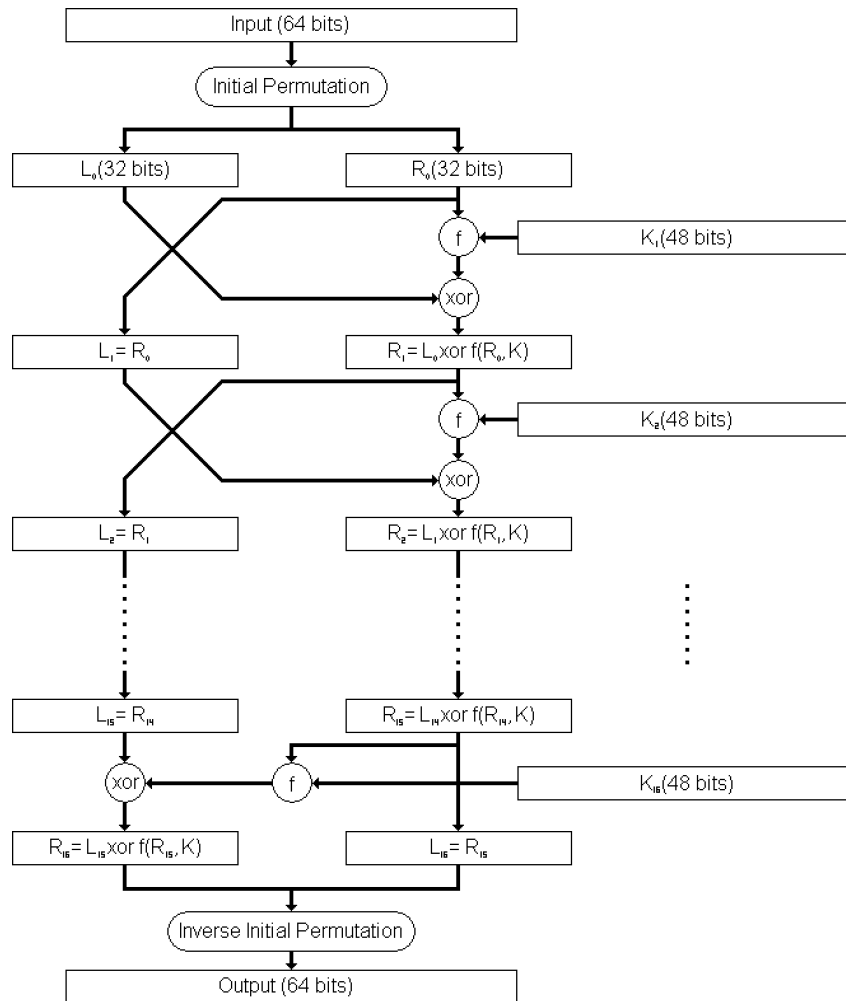 Input (64 bits)
Initial Permutation
L₀(32 bits)
R₀(32 bits)
f
K₁(48 bits)
xor
L₁= R₀
R₁= L₀ xor f(R₀, K)
f
K₂(48 bits)
xor
L₂= R₁
R₂= L₁ xor f(R₁, K)
L₁₅= R₁₄
R₁₅= L₁₄ xor f(R₁₄, K)
xor
f
K₁₆(48 bits)
R₁₆= L₁₅ xor f(R₁₅, K)
L₁₆= R₁₅
Inverse Initial Permutation
Output (64 bits)